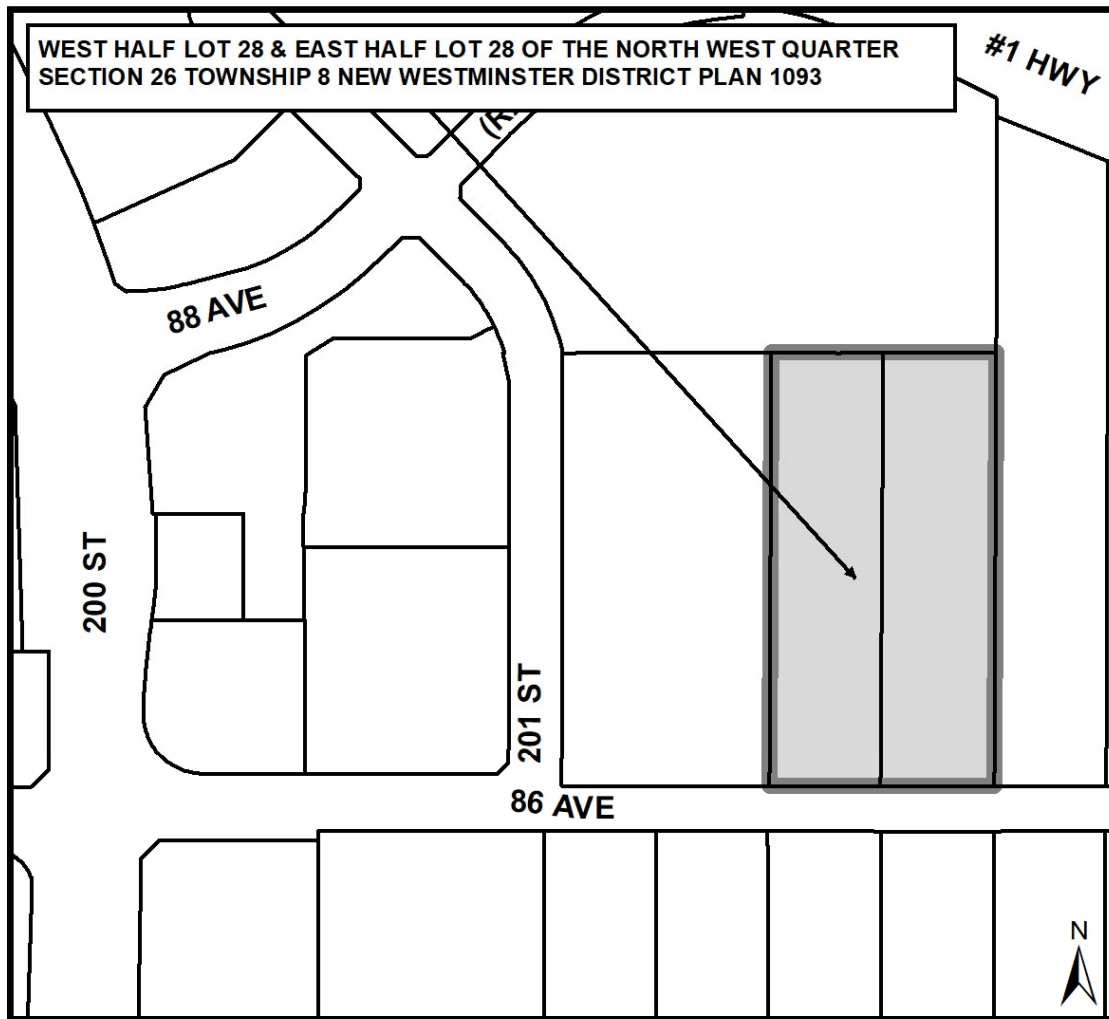 WEST HALF LOT 28 & EAST HALF LOT 28 OF THE NORTH WEST QUARTER
SECTION 26 TOWNSHIP 8 NEW WESTMINSTER DISTRICT PLAN 1093
#1 HWY
88 AVE
200 ST
201 ST
86 AVE
N